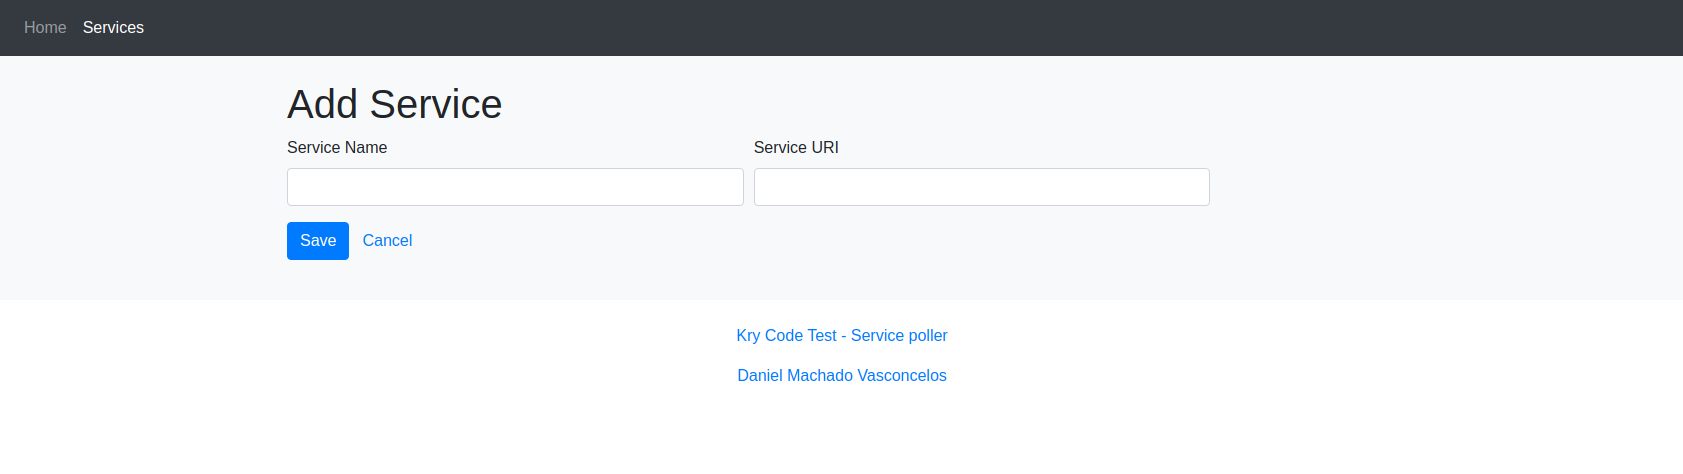 Home Services
Add Service
Service Name Service URI
Save Cancel
Kry Code Test - Service poller
Daniel Machado Vasconcelos